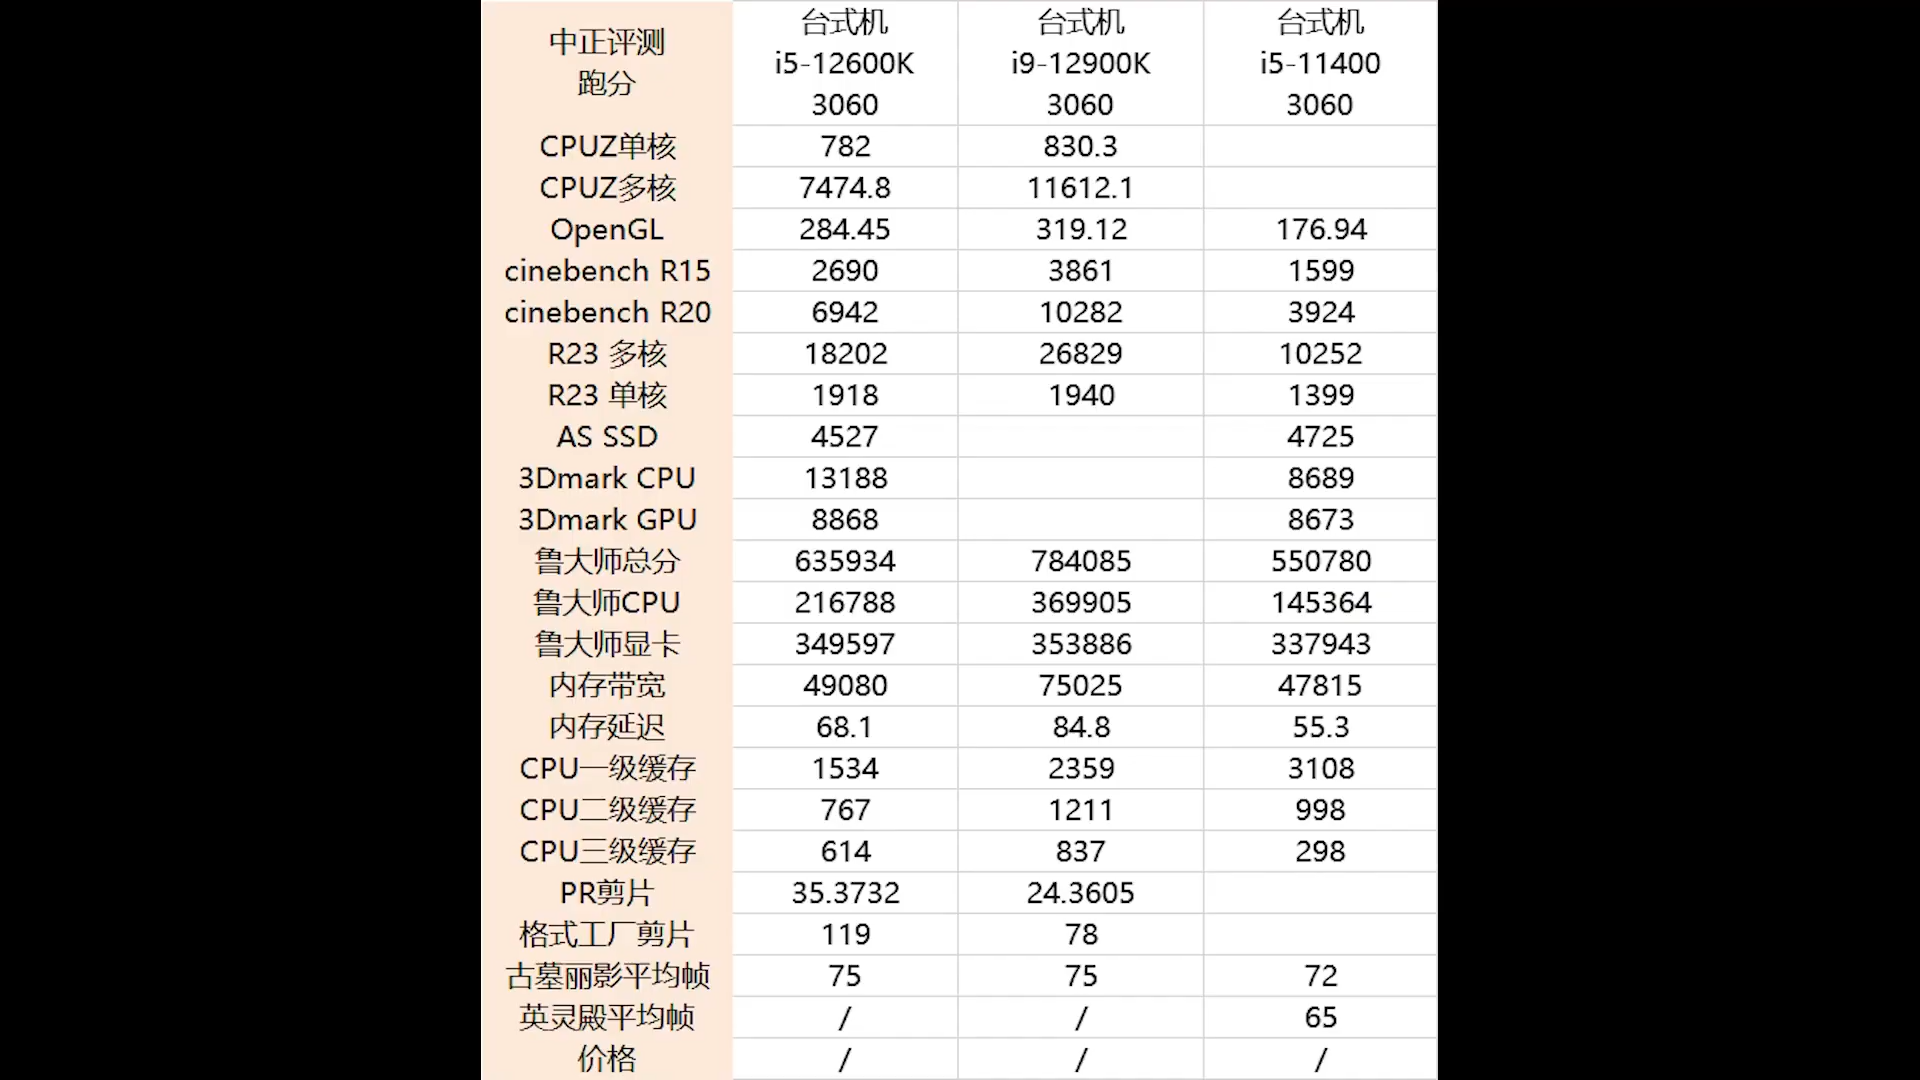 中正评测
跑分
台式机
i5-12600K
3060
台式机
i9-12900K
3060
台式机
i5-11400
3060
CPUZ单核 782 830.3
CPUZ多核 7474.8 11612.1
OpenGL 284.45 319.12 176.94
cinebench R15 2690 3861 1599
cinebench R20 6942 10282 3924
R23 多核 18202 26829 10252
R23 单核 1918 1940 1399
AS SSD 4527 4725
3Dmark CPU 13188 8689
3Dmark GPU 8868 8673
鲁大师总分 635934 784085 550780
鲁大师CPU 216788 369905 145364
鲁大师显卡 349597 353886 337943
内存带宽 49080 75025 47815
内存延迟 68.1 84.8 55.3
CPU一级缓存 1534 2359 3108
CPU二级缓存 767 1211 998
CPU三级缓存 614 837 298
PR剪片 35.3732 24.3605
格式工厂剪片 119 78
古墓丽影平均帧 75 75 72
英灵殿平均帧 / / 65
价格 / / /